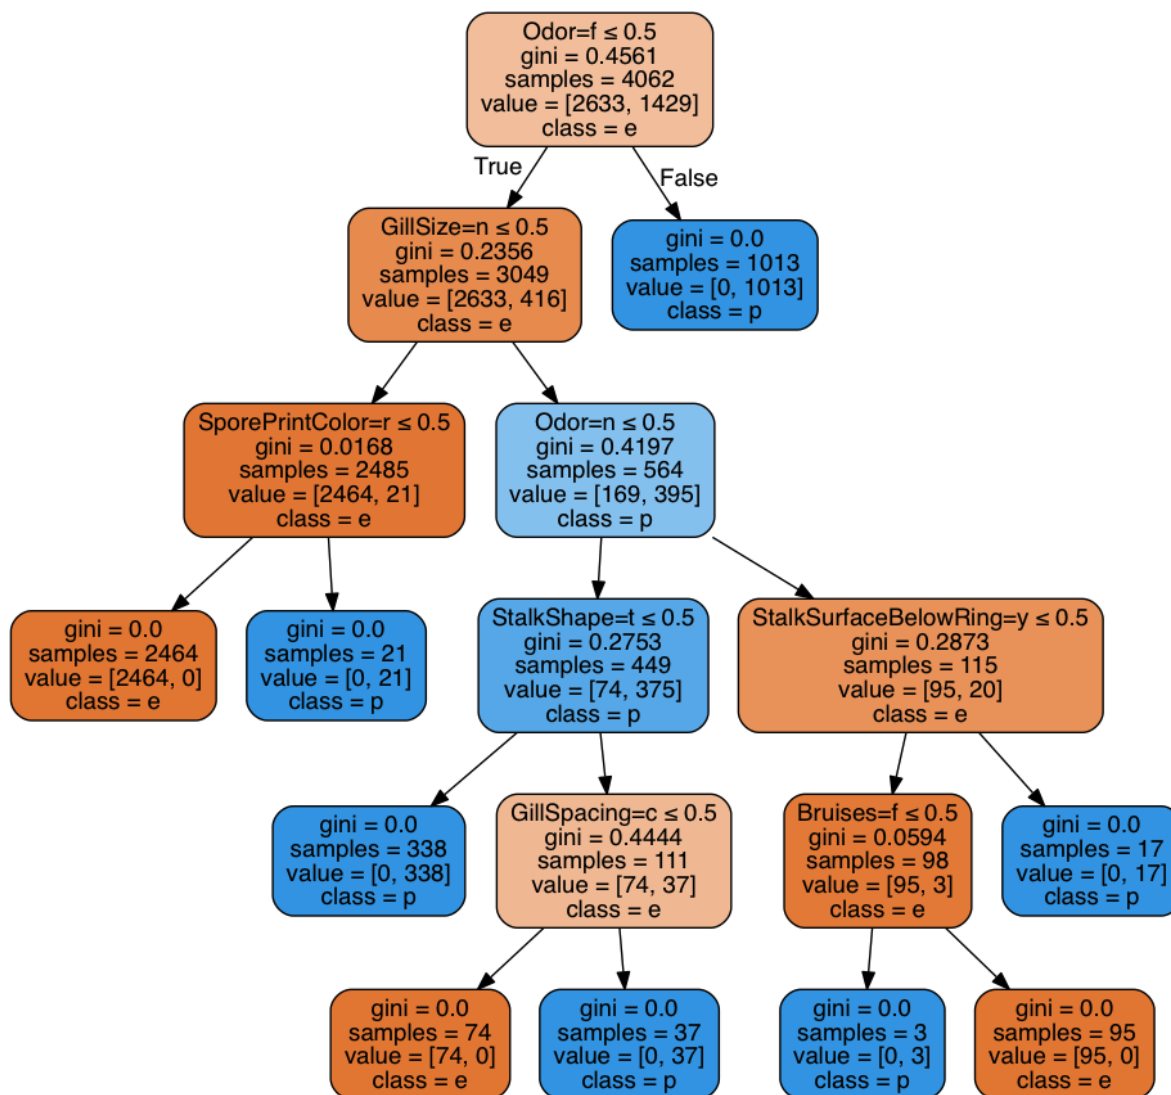 Odor=f ≤ 0.5
gini = 0.4561
samples = 4062
value = [2633, 1429]
class = e
True
False
GillSize=n ≤ 0.5
gini = 0.2356
samples = 3049
value = [2633, 416]
class = e
gini = 0.0
samples = 1013
value = [0, 1013]
class = p
SporePrintColor=r ≤ 0.5
gini = 0.0168
samples = 2485
value = [2464, 21]
class = e
Odor=n ≤ 0.5
gini = 0.4197
samples = 564
value = [169, 395]
class = p
gini = 0.0
samples = 2464
value = [2464, 0]
class = e
gini = 0.0
samples = 21
value = [0, 21]
class = p
StalkShape=t ≤ 0.5
gini = 0.2753
samples = 449
value = [74, 375]
class = p
StalkSurfaceBelowRing=y ≤ 0.5
gini = 0.2873
samples = 115
value = [95, 20]
class = e
gini = 0.0
samples = 338
value = [0, 338]
class = p
GillSpacing=c ≤ 0.5
gini = 0.4444
samples = 111
value = [74, 37]
class = e
Bruises=f ≤ 0.5
gini = 0.0594
samples = 98
value = [95, 3]
class = e
gini = 0.0
samples = 17
value = [0, 17]
class = p
gini = 0.0
samples = 74
value = [74, 0]
class = e
gini = 0.0
samples = 37
value = [0, 37]
class = p
gini = 0.0
samples = 3
value = [0, 3]
class = p
gini = 0.0
samples = 95
value = [95, 0]
class = e